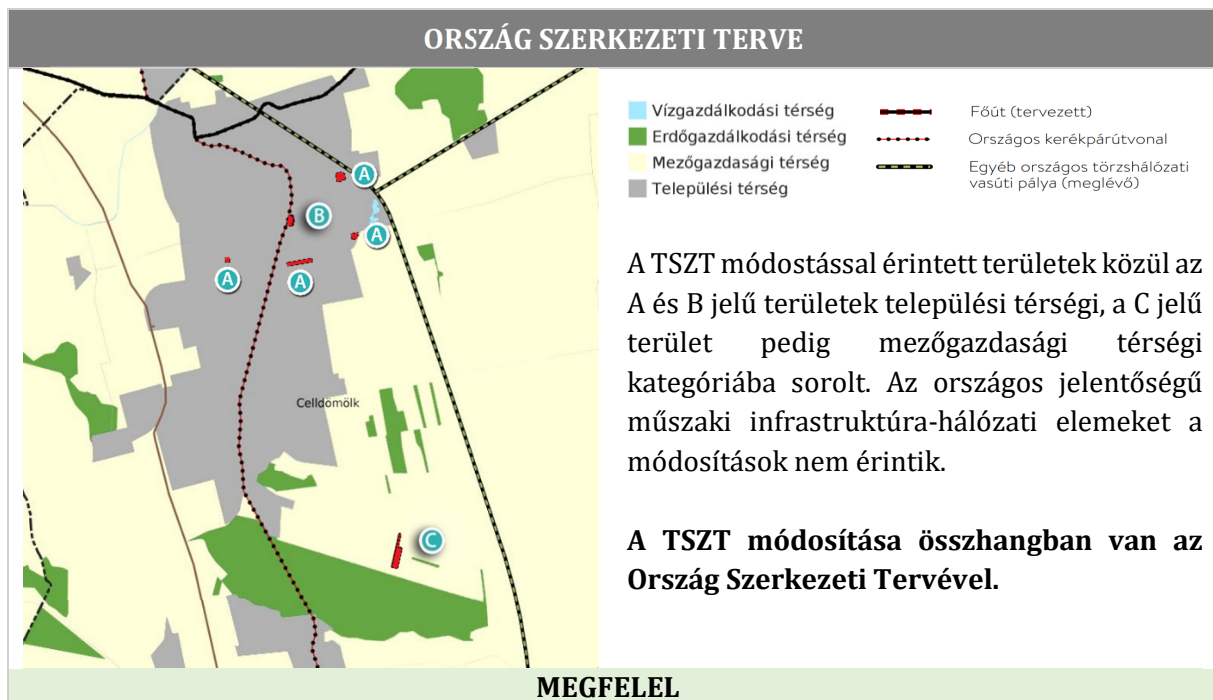 ORSZÁG SZERKEZETI TERVE
Vízgazdálkodási térség
Erdőgazdálkodási térség
Mezőgazdasági térség
Települési térség
Főút (tervezett)
Országos kerékpárútvonal
Egyéb országos törzshálózati
vasúti pálya (meglévő)
A
B
A
A
A
Celldömölk
C
A TSZT módostással érintett területek közül az
A és B jelű területek települési térségi, a C jelű
terület pedig mezőgazdasági térségi
kategóriába sorolt. Az országos jelentőségű
műszaki infrastruktúra-hálózati elemeket a
módosítások nem érintik.
A TSZT módosítása összhangban van az
Ország Szerkezeti Tervével.
MEGFELEL